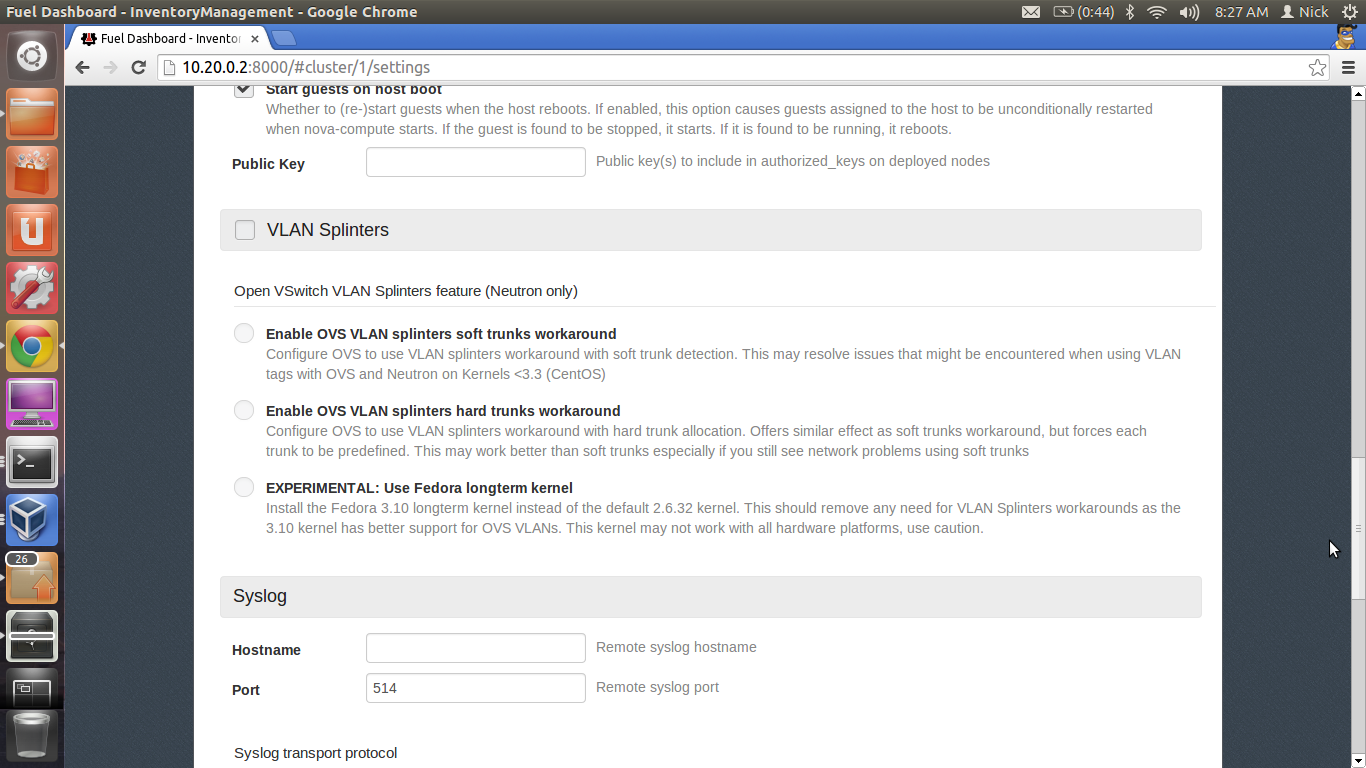 Fuel Dashboard - InventoryManagement - Google Chrome
(0:44)
8:27 AM
Nick
Fuel Dashboard - Inventor
10.20.0.2:8000/#cluster/1/settings
Start guests on host boot
Whether to (re-)start guests when the host reboots. If enabled, this option causes guests assigned to the host to be unconditionally restarted
when nova-compute starts. If the guest is found to be stopped, it starts. If it is found to be running, it reboots.
Public Key
Public key(s) to include in authorized_keys on deployed nodes
VLAN Splinters
Open VSwitch VLAN Splinters feature (Neutron only)
Enable OVS VLAN splinters soft trunks workaround
Configure OVS to use VLAN splinters workaround with soft trunk detection. This may resolve issues that might be encountered when using VLAN
tags with OVS and Neutron on Kernels <3.3 (CentOS)
Enable OVS VLAN splinters hard trunks workaround
Configure OVS to use VLAN splinters workaround with hard trunk allocation. Offers similar effect as soft trunks workaround, but forces each
trunk to be predefined. This may work better than soft trunks especially if you still see network problems using soft trunks
EXPERIMENTAL: Use Fedora longterm kernel
Install the Fedora 3.10 longterm kernel instead of the default 2.6.32 kernel. This should remove any need for VLAN Splinters workarounds as the
3.10 kernel has better support for OVS VLANs. This kernel may not work with all hardware platforms, use caution.
26
Syslog
Hostname
Remote syslog hostname
Port
514
Remote syslog port
Syslog transport protocol